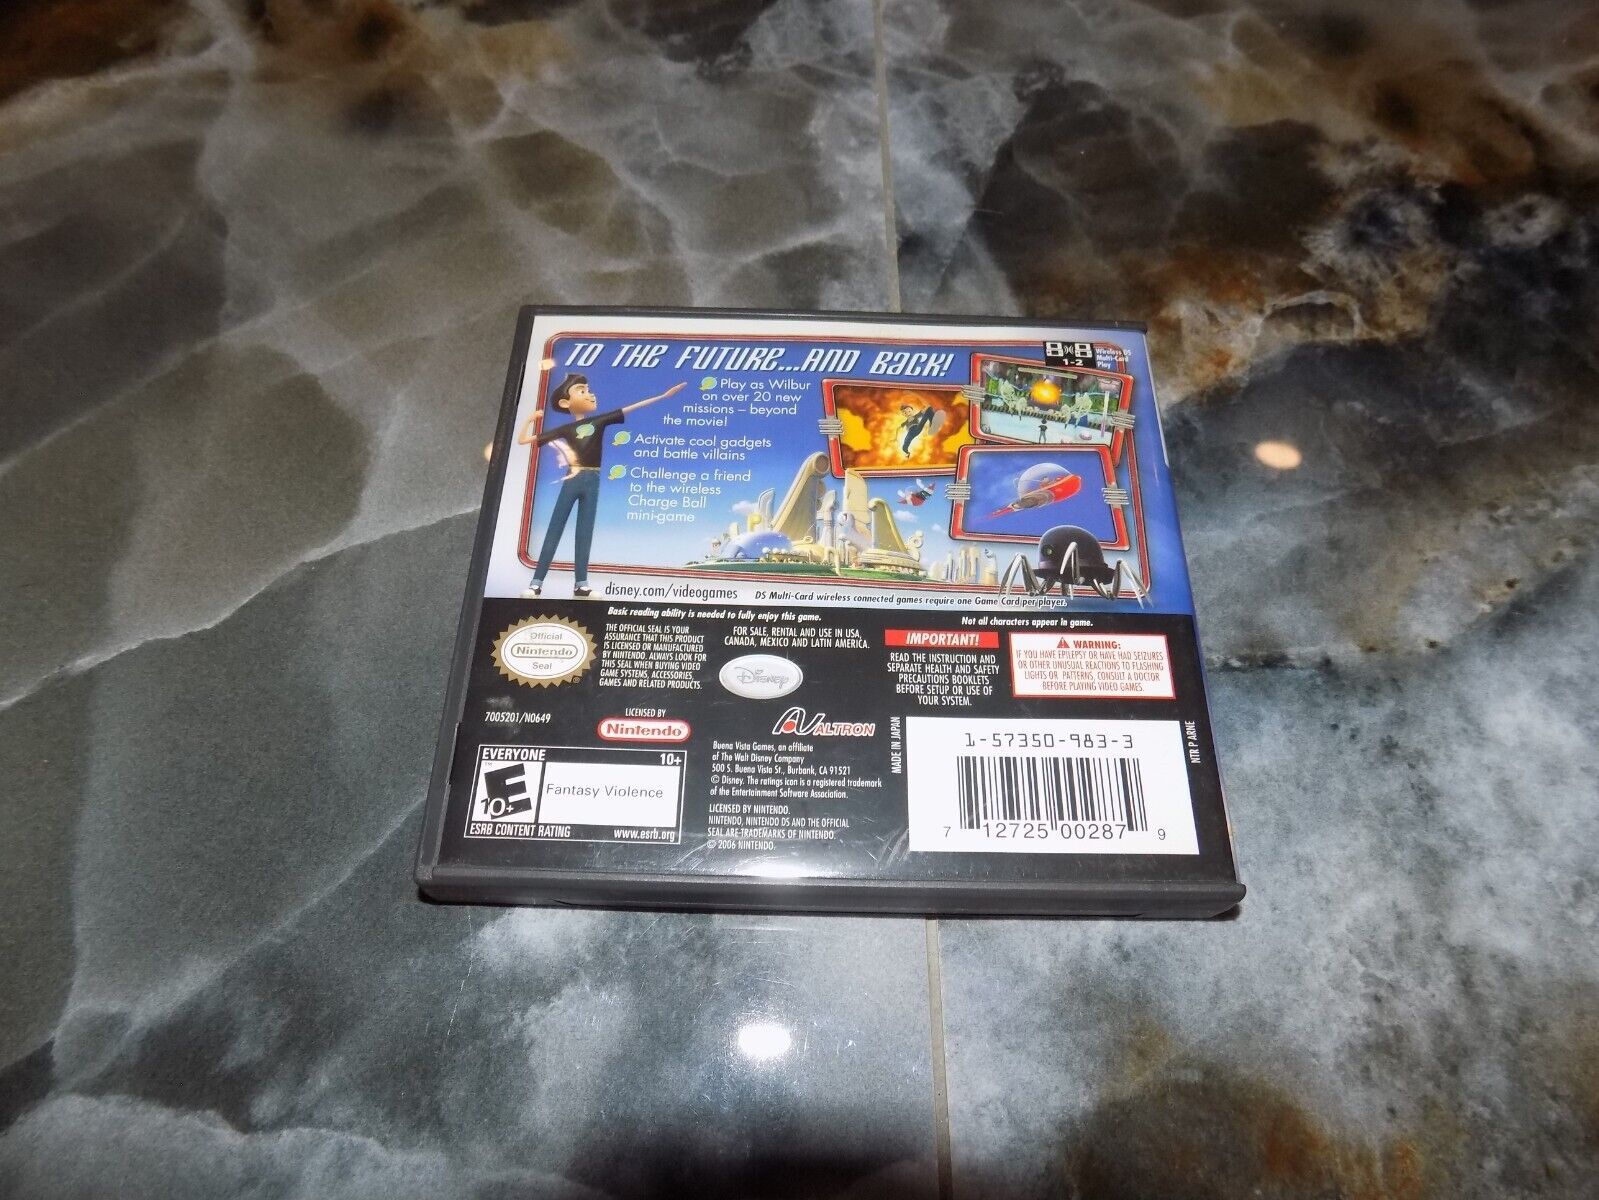 TO THE FUTURE...AND BACK!
1-2
Wireless DS
Multi-Card
Play
Play as Wilbur
on over 20 new
missions – beyond
the movie!
Activate cool gadgets
and battle villains
Challenge a friend
to the wireless
Charge Ball
mini-game
disney.com/videogames
DS Multi-Card wireless connected games require one Game Card per player.
Basic reading ability is needed to fully enjoy this game.
Not all characters appear in game.
Official
Nintendo
Seal
THE OFFICIAL SEAL IS YOUR
ASSURANCE THAT THIS PRODUCT
IS LICENSED OR MANUFACTURED
BY NINTENDO. ALWAYS LOOK FOR
THIS SEAL WHEN BUYING VIDEO
GAME SYSTEMS, ACCESSORIES,
GAMES AND RELATED PRODUCTS.
FOR SALE, RENTAL AND USE IN USA,
CANADA, MEXICO AND LATIN AMERICA.
Disney
IMPORTANT!
READ THE INSTRUCTION AND
SEPARATE HEALTH AND SAFETY
PRECAUTIONS BOOKLETS
BEFORE SETUP OR USE OF
YOUR SYSTEM.
WARNING:
IF YOU HAVE EPILEPSY OR HAVE HAD SEIZURES
OR OTHER UNUSUAL REACTIONS TO FLASHING
LIGHTS OR PATTERNS, CONSULT A DOCTOR
BEFORE PLAYING VIDEO GAMES.
7005201/N0649
LICENSED BY
Nintendo
AVALTRON
EVERYONE 10+
E
10+
Fantasy Violence
ESRB CONTENT RATING www.esrb.org
Buena Vista Games, an affiliate
of The Walt Disney Company
500 S. Buena Vista St., Burbank, CA 91521
© Disney. The ratings icon is a registered trademark
of the Entertainment Software Association.
LICENSED BY NINTENDO.
NINTENDO, NINTENDO DS AND THE OFFICIAL
SEAL ARE TRADEMARKS OF NINTENDO.
© 2006 NINTENDO.
MADE IN JAPAN
1-57350-983-3
7 12725 00287 9
NTR P ARNE